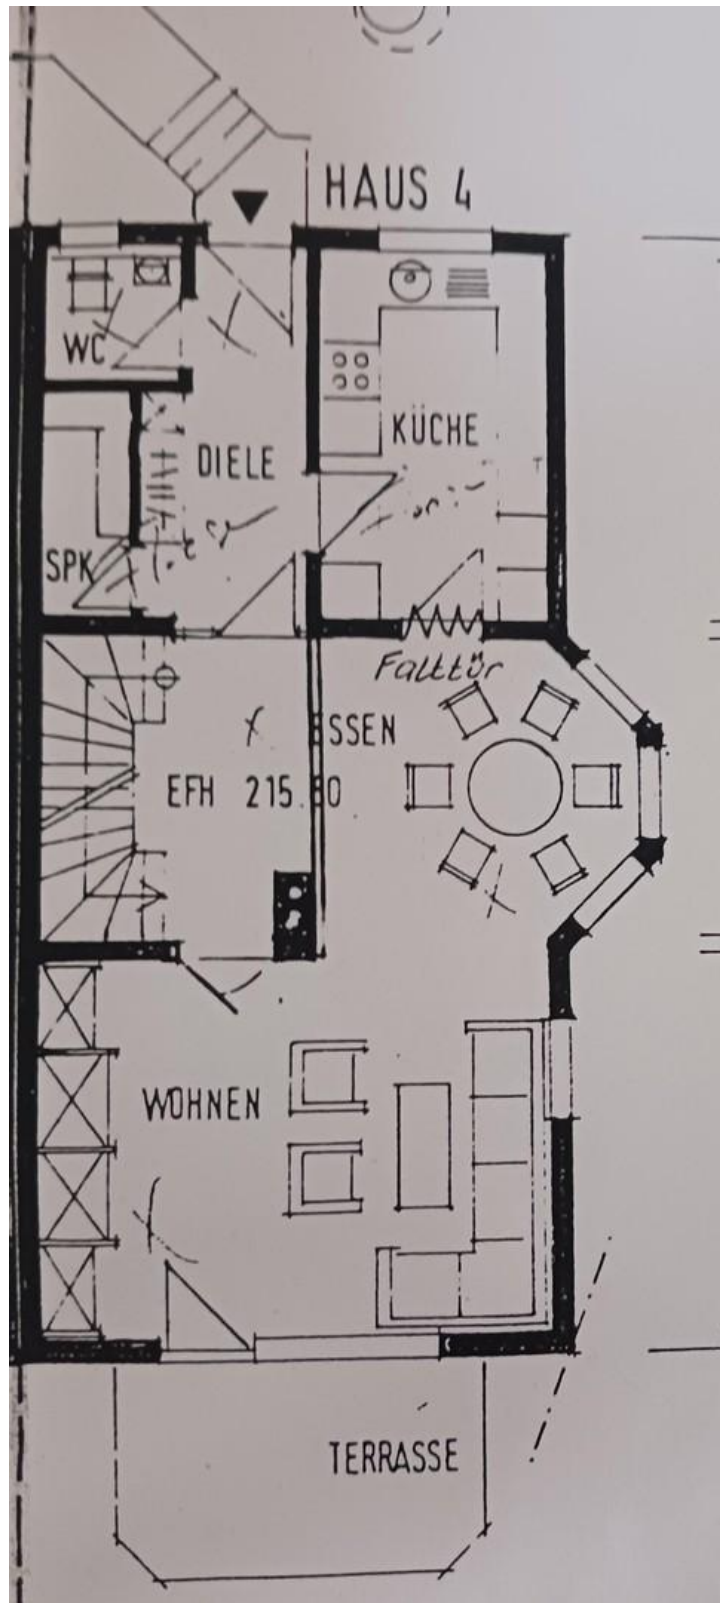 HAUS 4
WC
KÜCHE
DIELE
SPK
Falttür
ESSEN
EFH 215.80
WOHNEN
TERRASSE